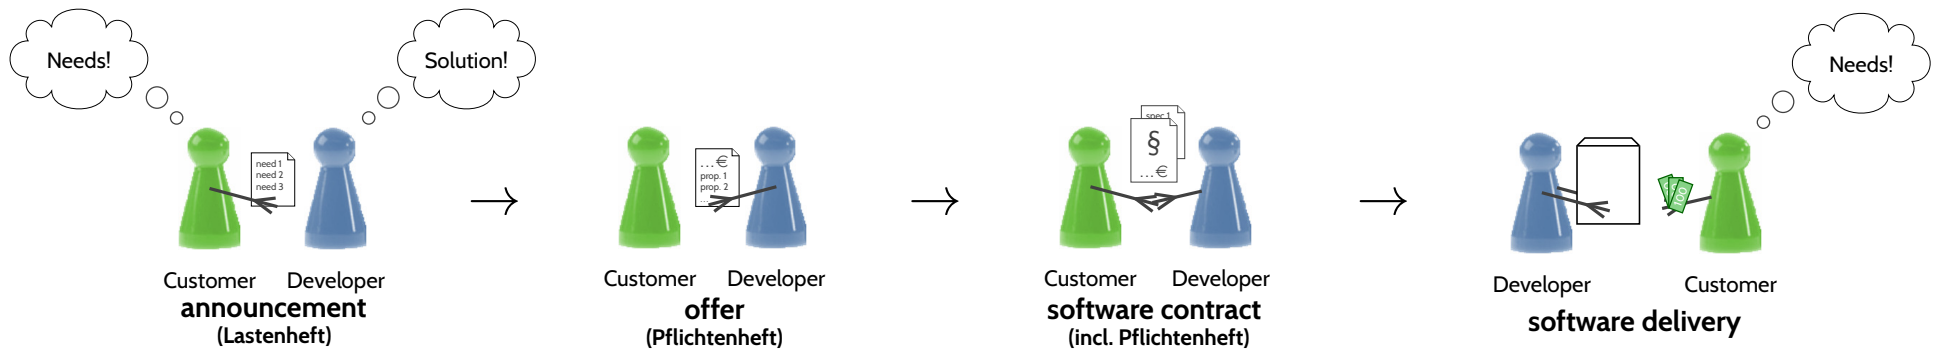 Needs!
Solution!
need 1
need 2
need 3
Customer Developer
announcement
(Lastenheft)
...€
prop. 1
prop. 2
...
Customer Developer
offer
(Pflichtenheft)
spec 1
§
...€
Customer Developer
software contract
(incl. Pflichtenheft)
Needs!
100
Developer Customer
software delivery